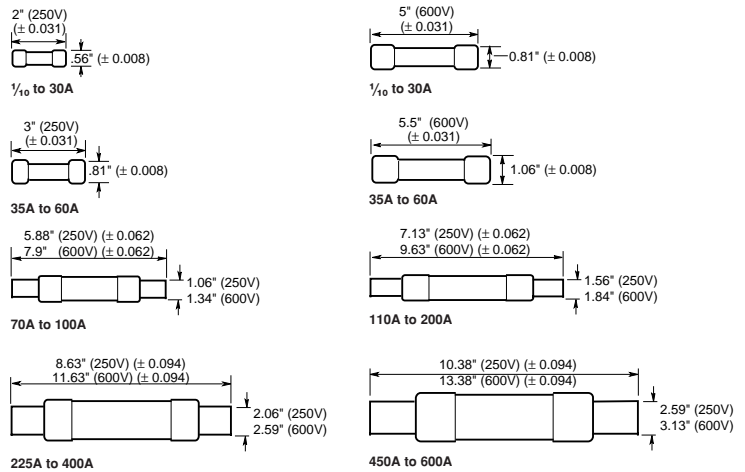 2" (250V)
(± 0.031)
.56" (± 0.008)
¹/₁₀ to 30A
5" (600V)
(± 0.031)
0.81" (± 0.008)
¹/₁₀ to 30A
3" (250V)
(± 0.031)
.81" (± 0.008)
35A to 60A
5.5" (600V)
(± 0.031)
1.06" (± 0.008)
35A to 60A
5.88" (250V) (± 0.062)
7.9" (600V) (± 0.062)
1.06" (250V)
1.34" (600V)
70A to 100A
7.13" (250V) (± 0.062)
9.63" (600V) (± 0.062)
1.56" (250V)
1.84" (600V)
110A to 200A
8.63" (250V) (± 0.094)
11.63" (600V) (± 0.094)
2.06" (250V)
2.59" (600V)
225A to 400A
10.38" (250V) (± 0.094)
13.38" (600V) (± 0.094)
2.59" (250V)
3.13" (600V)
450A to 600A